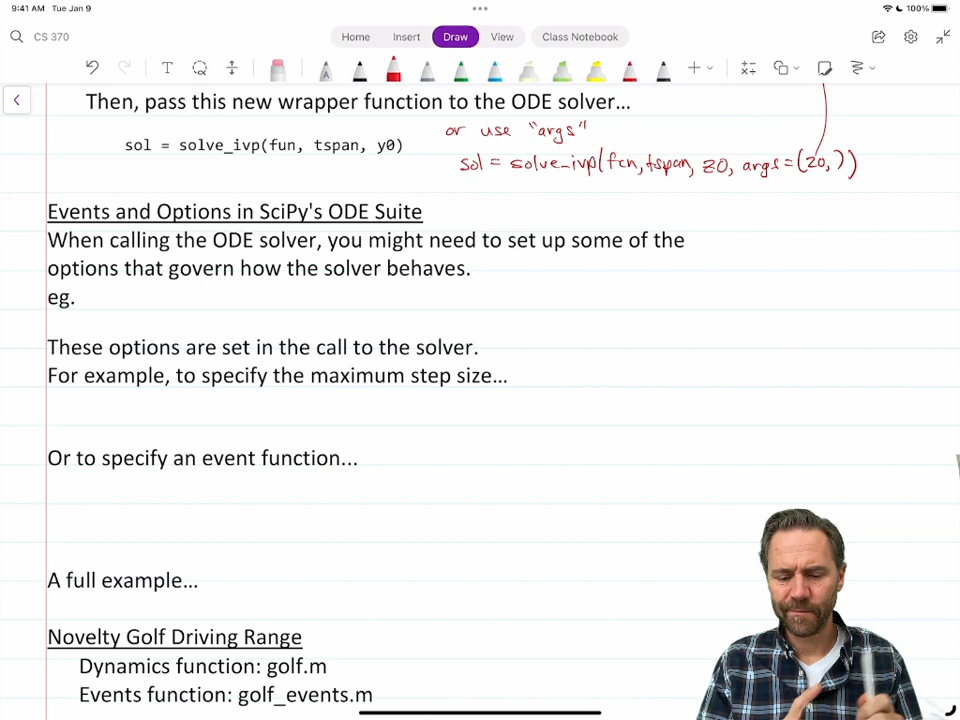 9:41 AM Tue Jan 9
100%
CS 370
Home Insert Draw View Class Notebook
Then, pass this new wrapper function to the ODE solver...
or use "args"
sol = solve_ivp(fun, tspan, y0)
sol = solve_ivp(fcn, tspan, z0, args=(z0,))
Events and Options in SciPy's ODE Suite
When calling the ODE solver, you might need to set up some of the
options that govern how the solver behaves.
eg.
These options are set in the call to the solver.
For example, to specify the maximum step size...
Or to specify an event function...
A full example...
Novelty Golf Driving Range
Dynamics function: golf.m
Events function: golf_events.m